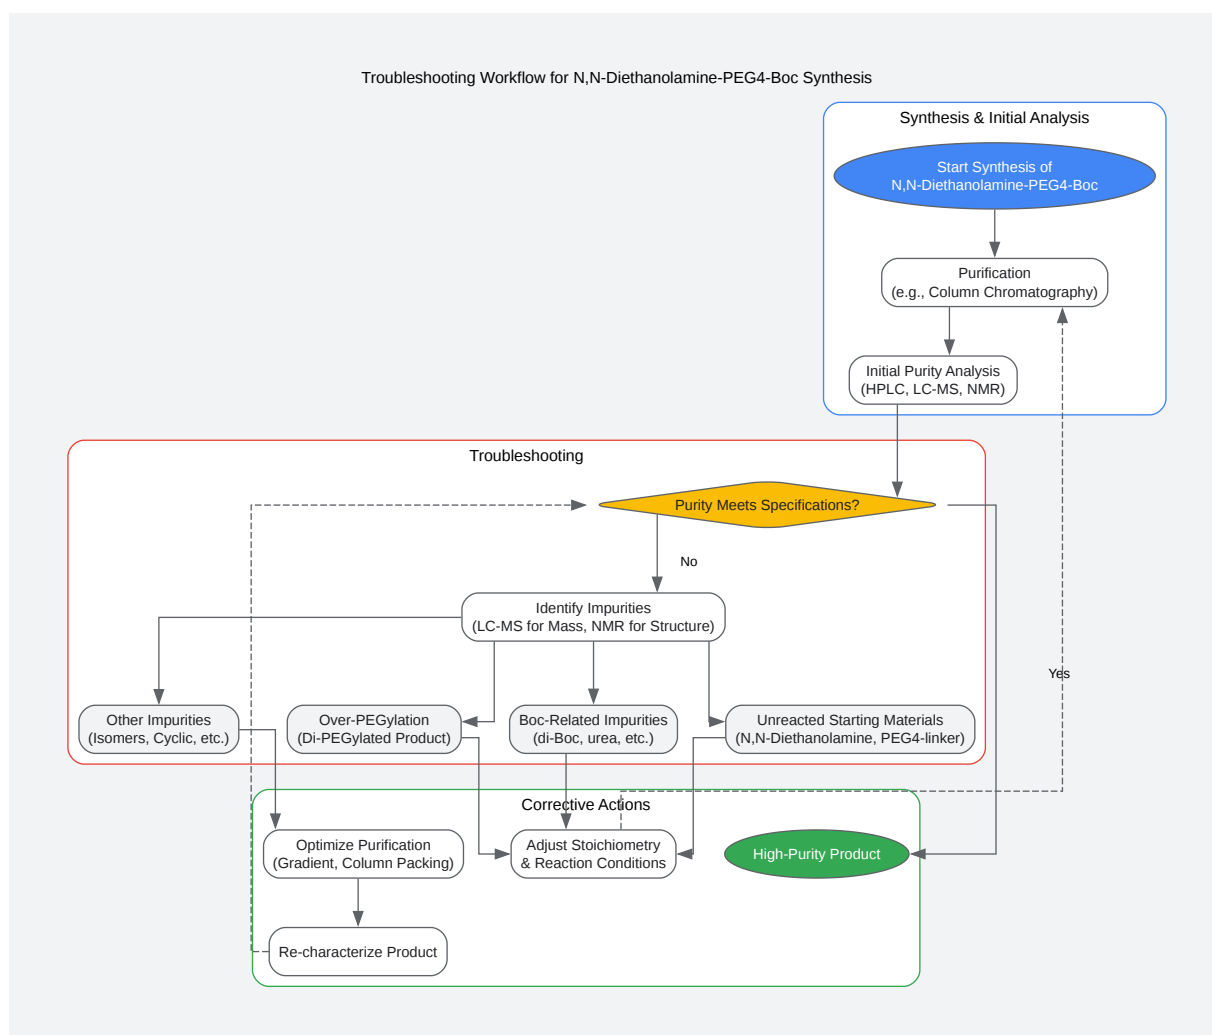 Troubleshooting Workflow for N,N-Diethanolamine-PEG4-Boc Synthesis
Synthesis & Initial Analysis
Start Synthesis of
N,N-Diethanolamine-PEG4-Boc
Purification
(e.g., Column Chromatography)
Initial Purity Analysis
(HPLC, LC-MS, NMR)
Troubleshooting
Purity Meets Specifications?
No
Identify Impurities
(LC-MS for Mass, NMR for Structure)
Yes
Other Impurities
(Isomers, Cyclic, etc.)
Over-PEGylation
(Di-PEGylated Product)
Boc-Related Impurities
(di-Boc, urea, etc.)
Unreacted Starting Materials
(N,N-Diethanolamine, PEG4-linker)
Corrective Actions
Optimize Purification
(Gradient, Column Packing)
Adjust Stoichiometry
& Reaction Conditions
High-Purity Product
Re-characterize Product